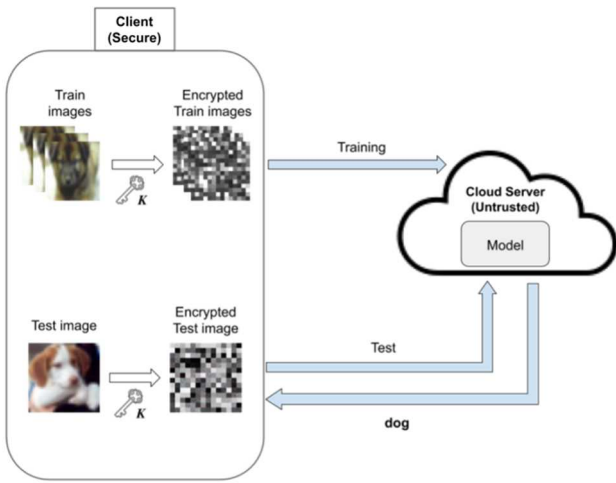 Client
(Secure)
Train
images
Encrypted
Train images
K
Training
Cloud Server
(Untrusted)
Model
Test image
Encrypted
Test image
K
Test
dog